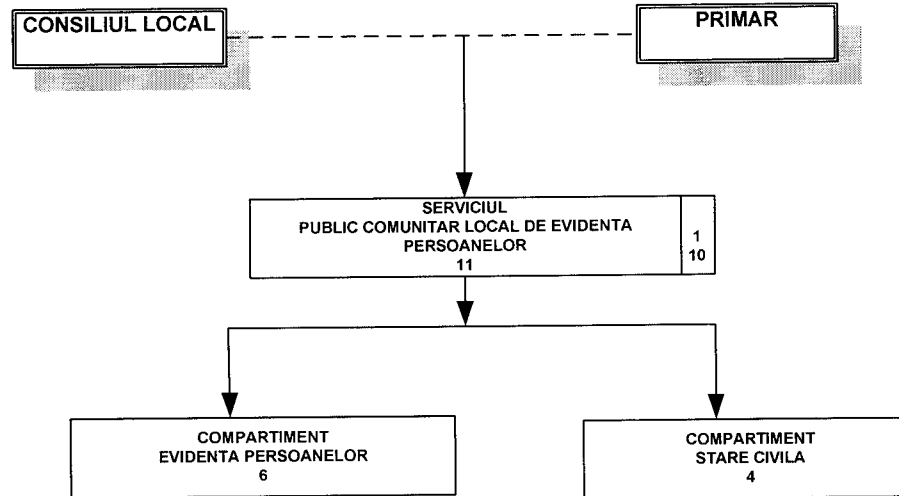 CONSILIUL LOCAL
PRIMAR
SERVICIUL
PUBLIC COMUNITAR LOCAL DE EVIDENTA
PERSOANELOR
11
1
10
COMPARTIMENT
EVIDENTA PERSOANELOR
6
COMPARTIMENT
STARE CIVILA
4